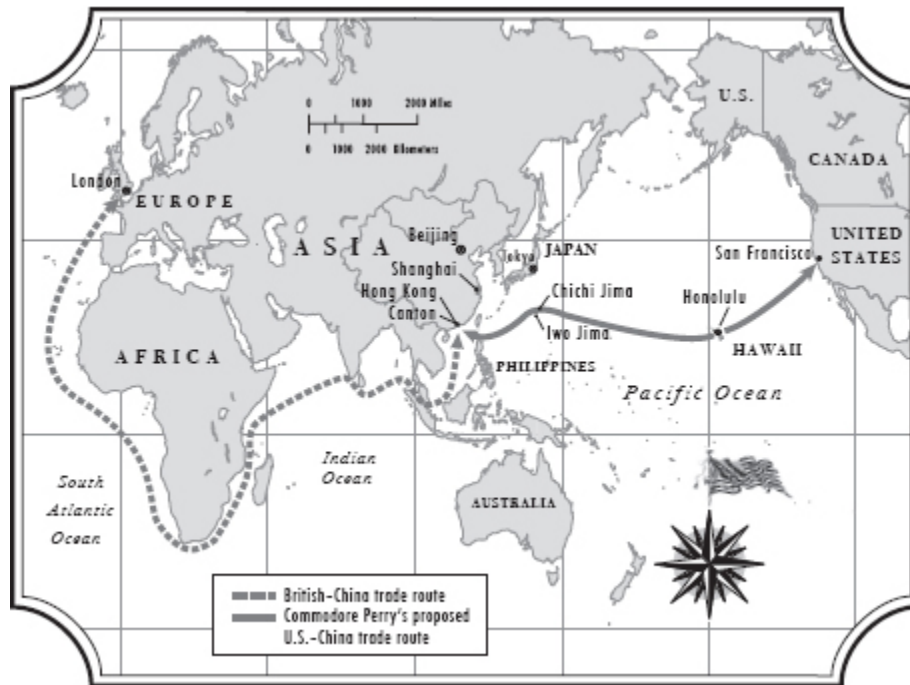 0 1000 2000 Miles
0 1000 2000 Kilometers
U.S.
CANADA
London
EUROPE
ASIA
Beijing
Tokyo
JAPAN
San Francisco
UNITED
STATES
Shanghai
Hong Kong
Canton
Chichi Jima
Iwo Jima
Honolulu
HAWAII
AFRICA
PHILIPPINES
Pacific Ocean
Indian
Ocean
South
Atlantic
Ocean
AUSTRALIA
British–China trade route
Commodore Perry's proposed
U.S.–China trade route